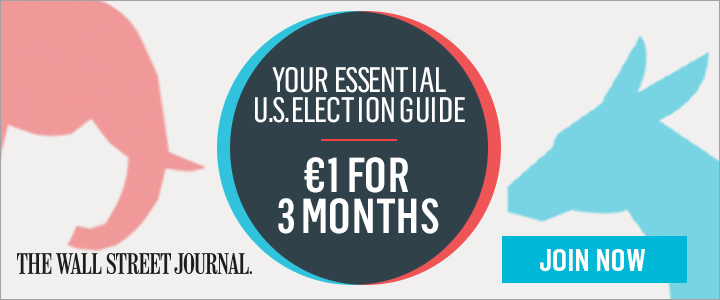 YOUR ESSENTIAL
U.S. ELECTION GUIDE
€1 FOR
3 MONTHS
THE WALL STREET JOURNAL.
JOIN NOW